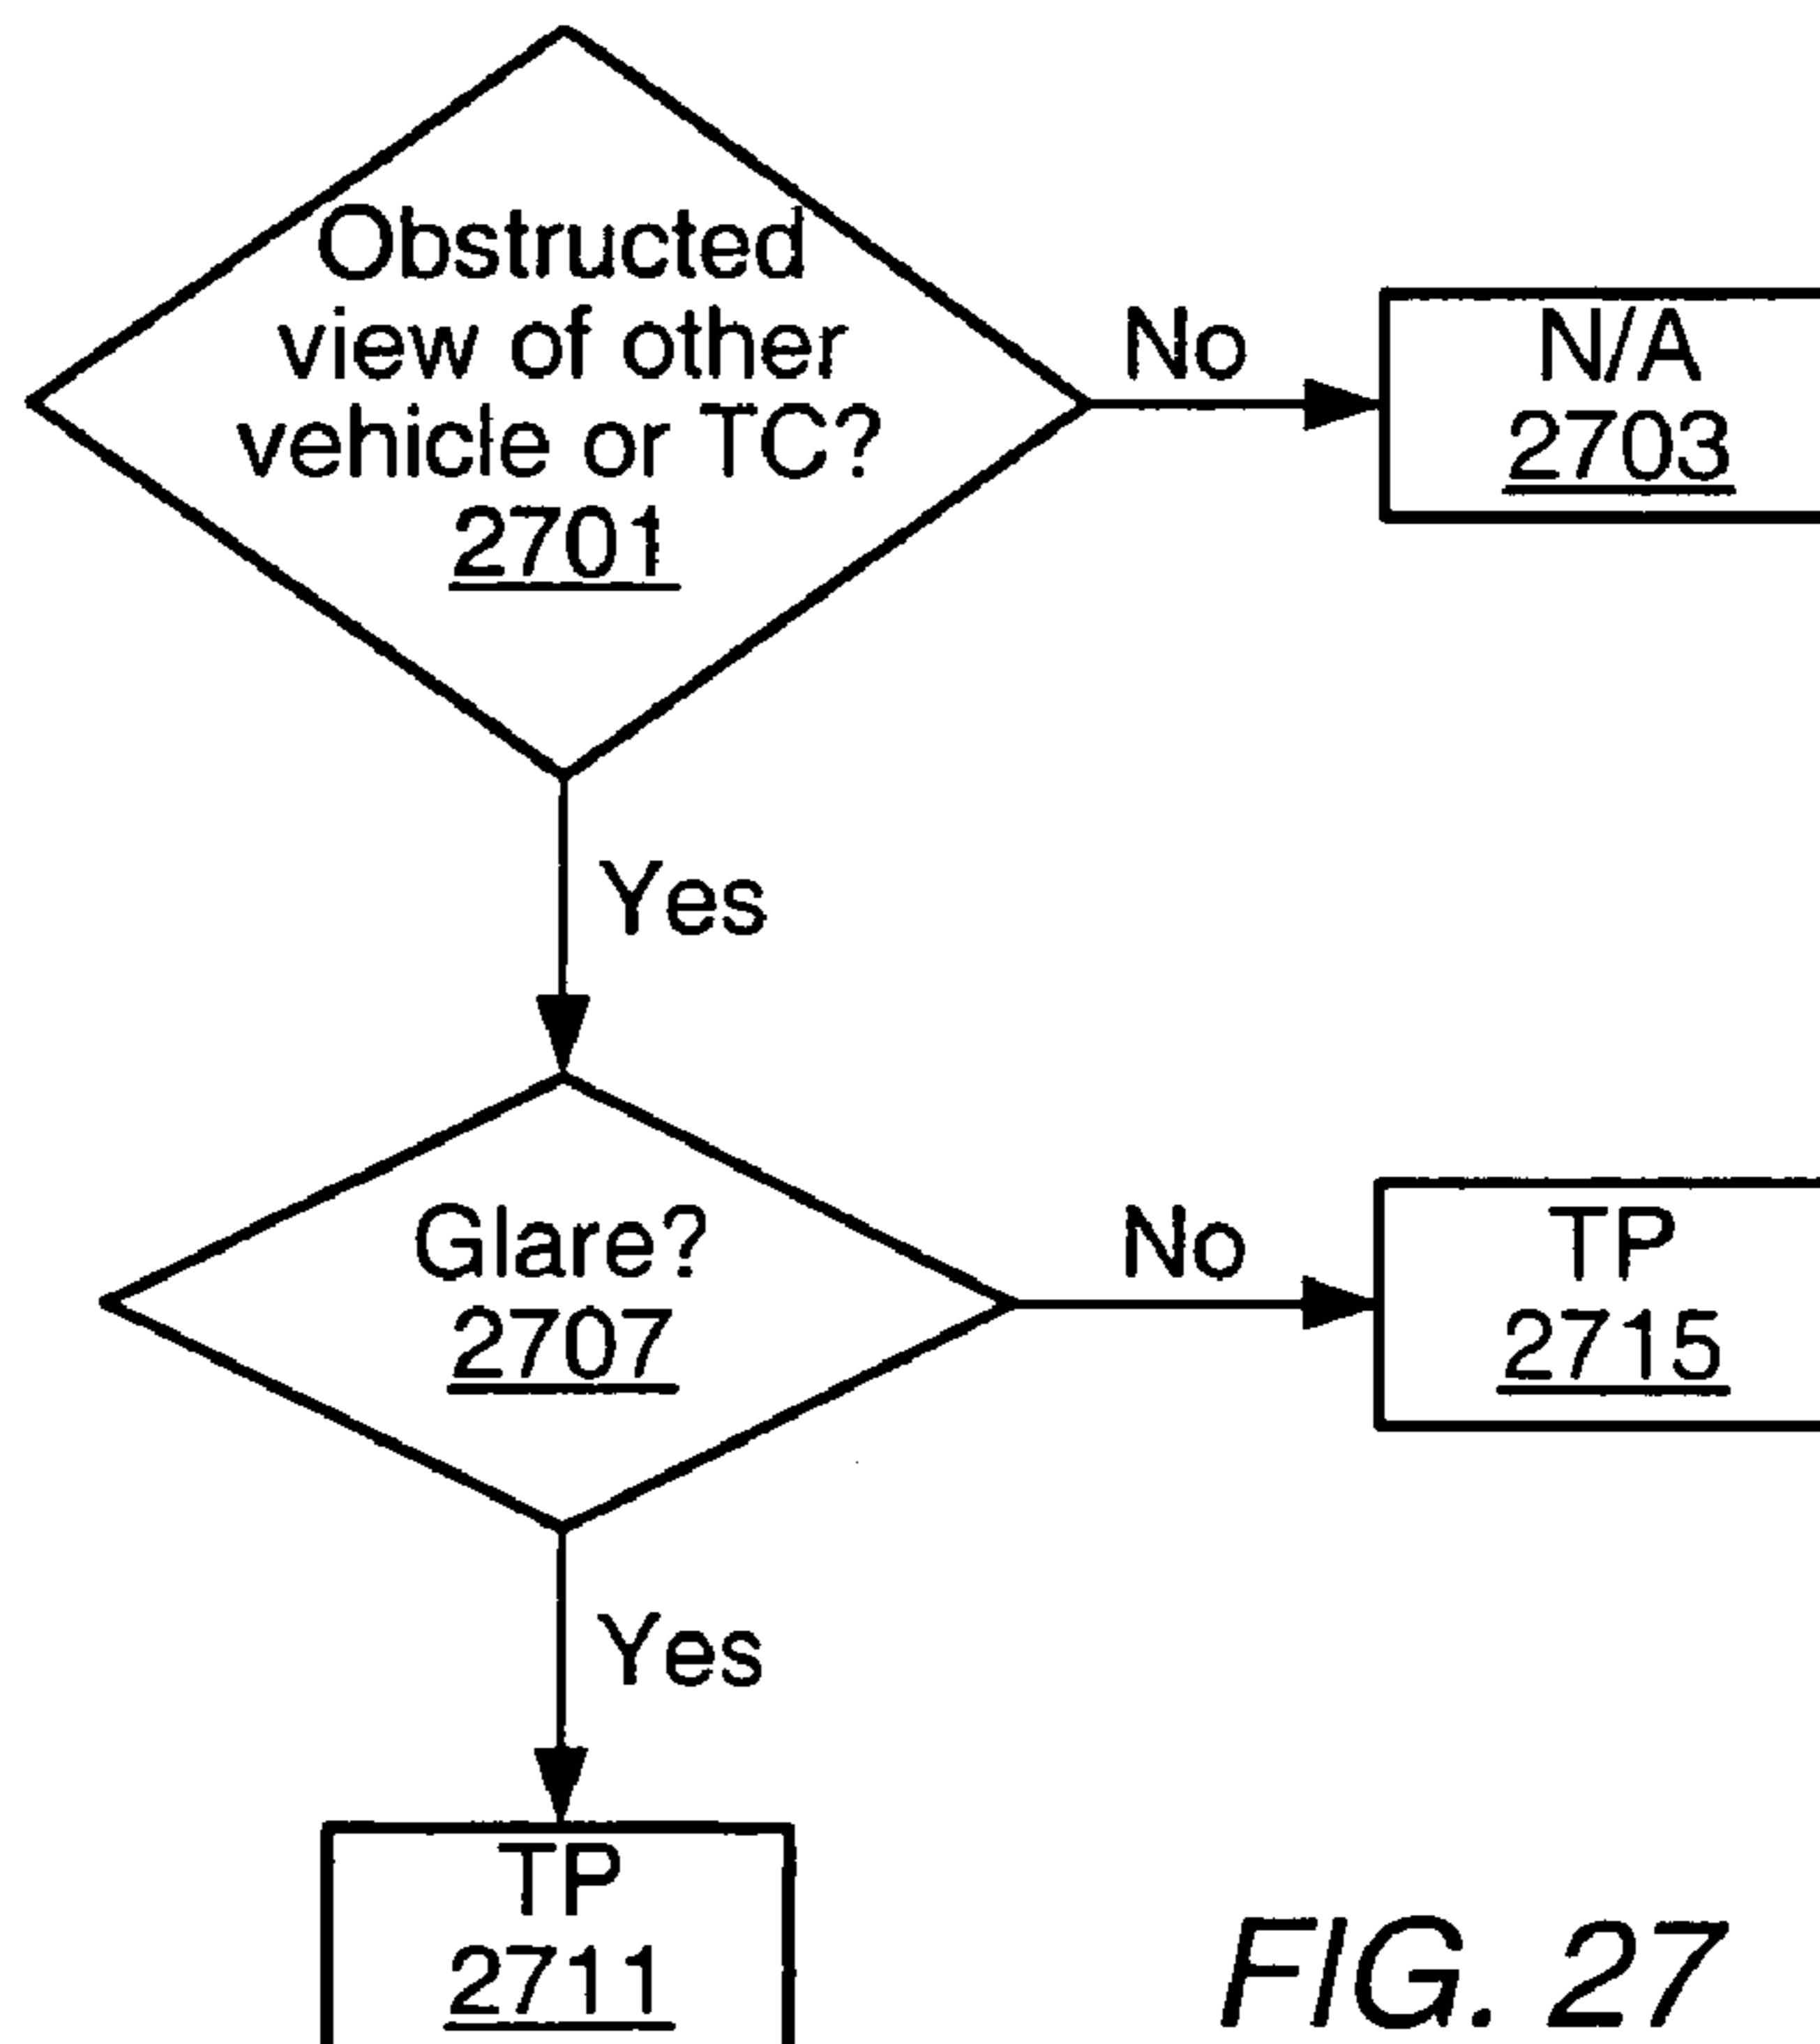 Obstructed
view of other
vehicle or TC?
2701
No
N/A
2703
Yes
Glare?
2707
No
TP
2715
Yes
TP
2711
FIG. 27